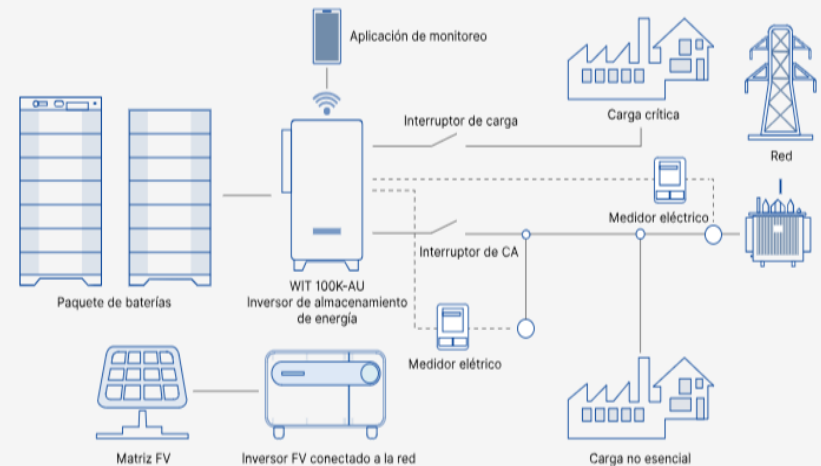 Aplicación de monitoreo
Interruptor de carga
Carga crítica
Red
Medidor eléctrico
Interruptor de CA
Paquete de baterías
WIT 100K-AU
Inversor de almacenamiento
de energía
Medidor elétrico
Matriz FV
Inversor FV conectado a la red
Carga no esencial